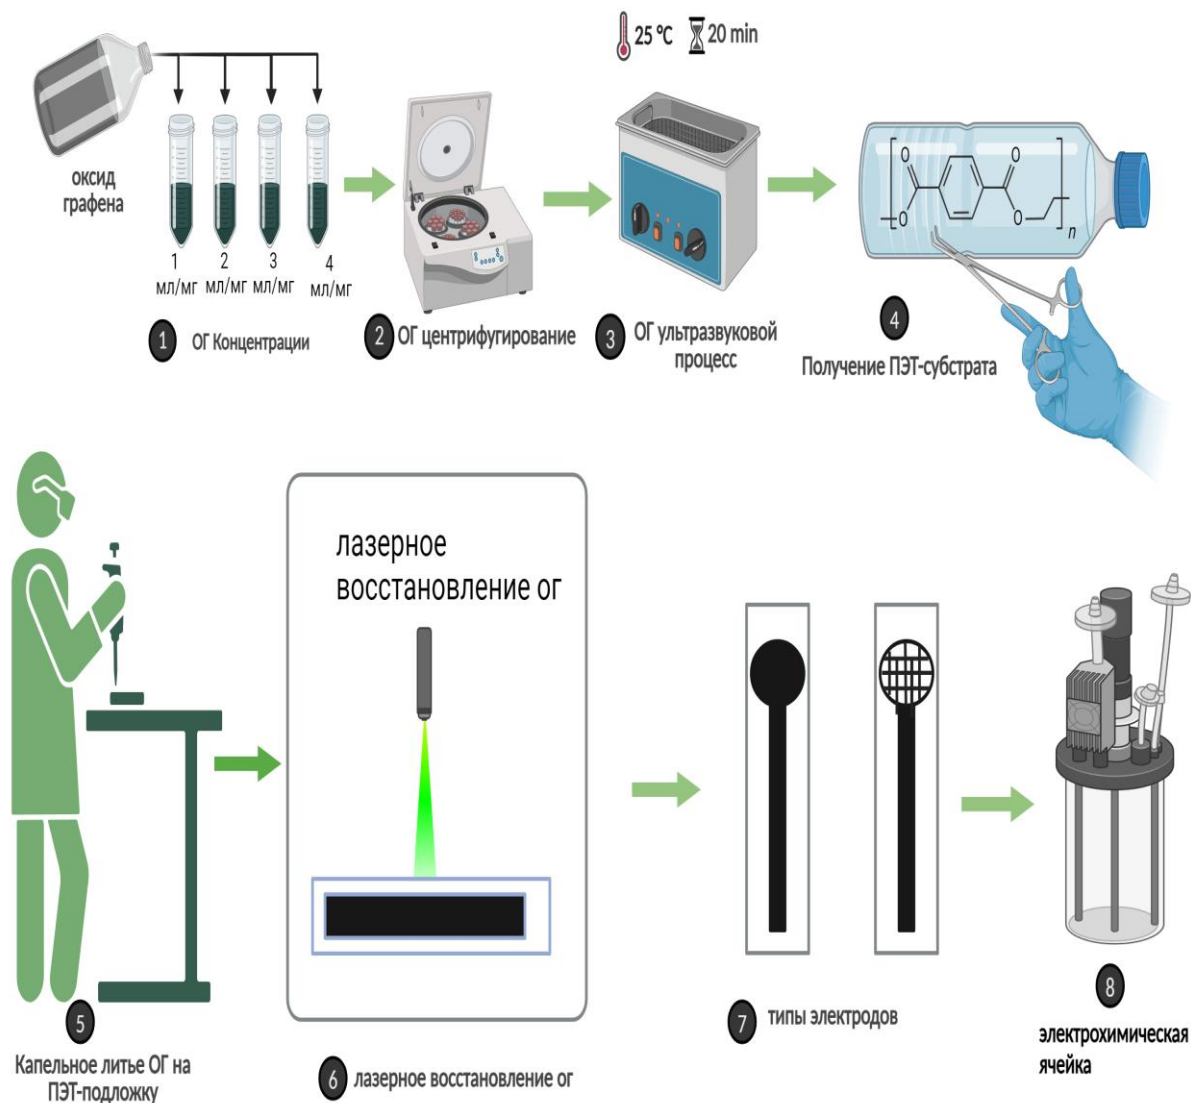 25 °C
20 min
оксид
графена
1
мл/мг
2
мл/мг
3
мл/мг
4
мл/мг
1 ОГ Концентрации
2 ОГ центрифугирование
3 ОГ ультразвуковой
процесс
O
O
O
O
n
4
Получение ПЭТ-субстрата
лазерное
восстановление ог
5
Капельное литье ОГ на
ПЭТ-подложку
6 лазерное восстановление ог
7 типы электродов
8
электрохимическая
ячейка